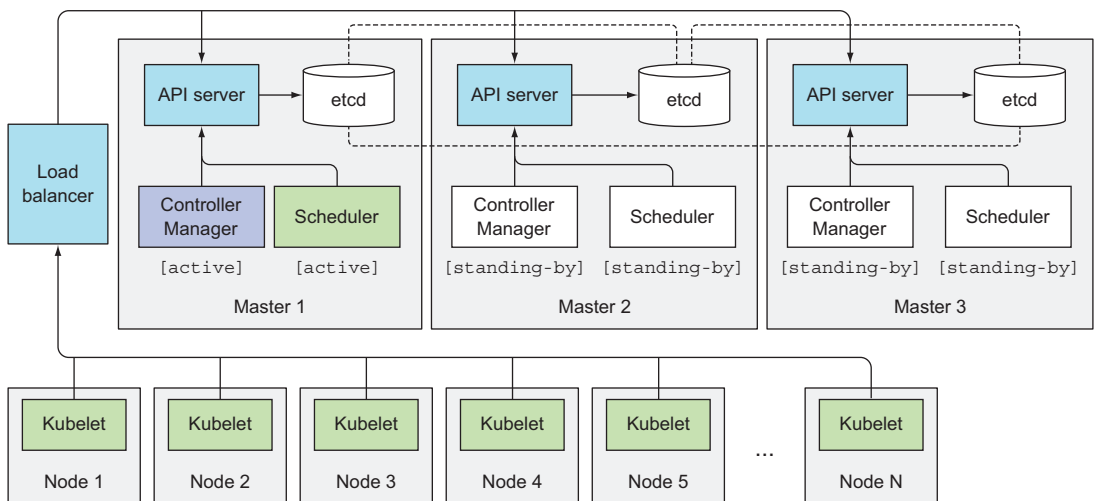 API server
etcd
API server
etcd
API server
etcd
Load
balancer
Controller
Manager
Scheduler
Controller
Manager
Scheduler
Controller
Manager
Scheduler
[active]
[active]
[standing-by]
[standing-by]
[standing-by]
[standing-by]
Master 1
Master 2
Master 3
Kubelet
Kubelet
Kubelet
Kubelet
Kubelet
Kubelet
...
Node 1
Node 2
Node 3
Node 4
Node 5
Node N